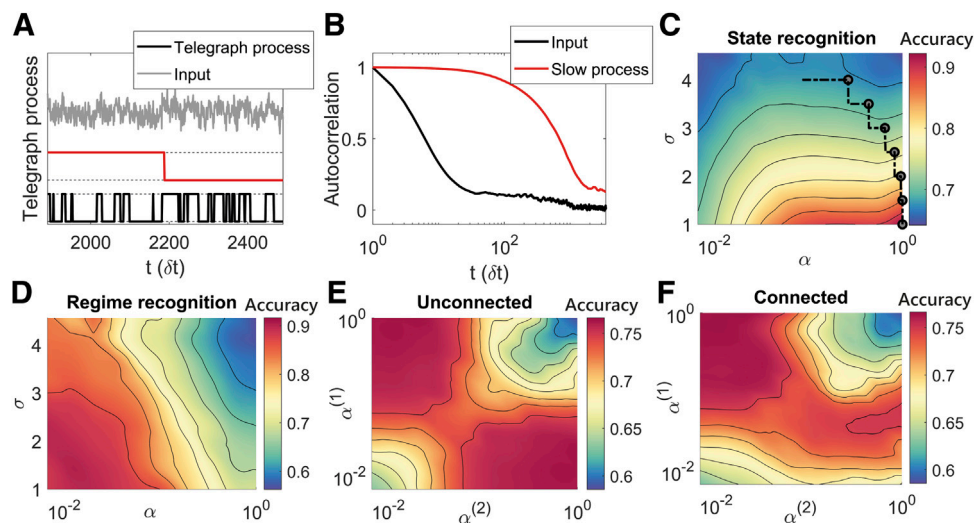 A
Telegraph process
Input
Telegraph process
2000
2200
2400
t (δt)
B
Input
Slow process
1
0.5
0
Autocorrelation
10^0
10^2
t (δt)
C
State recognition
Accuracy
4
3
2
1
σ
10^-2
10^0
α
0.9
0.8
0.7
D
Regime recognition
Accuracy
4
3
2
1
σ
10^-2
10^0
α
0.9
0.8
0.7
0.6
E
Unconnected
Accuracy
10^0
α^(1)
10^-2
10^-2
10^0
α^(2)
0.75
0.7
0.65
0.6
F
Connected
Accuracy
10^0
α^(1)
10^-2
10^-2
10^0
α^(2)
0.75
0.7
0.65
0.6